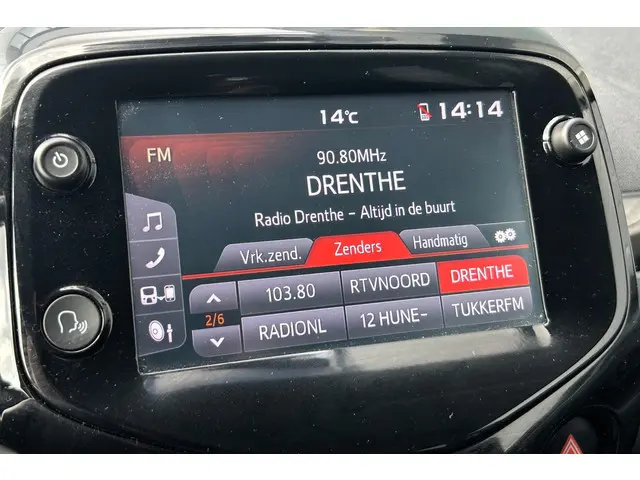 14°C 14:14
FM
90.80MHz
DRENTHE
Radio Drenthe - Altijd in de buurt
Vrk.zend. Zenders Handmatig
103.80 RTVNOORD DRENTHE
2/6
RADIONL 12 HUNE- TUKKERFM